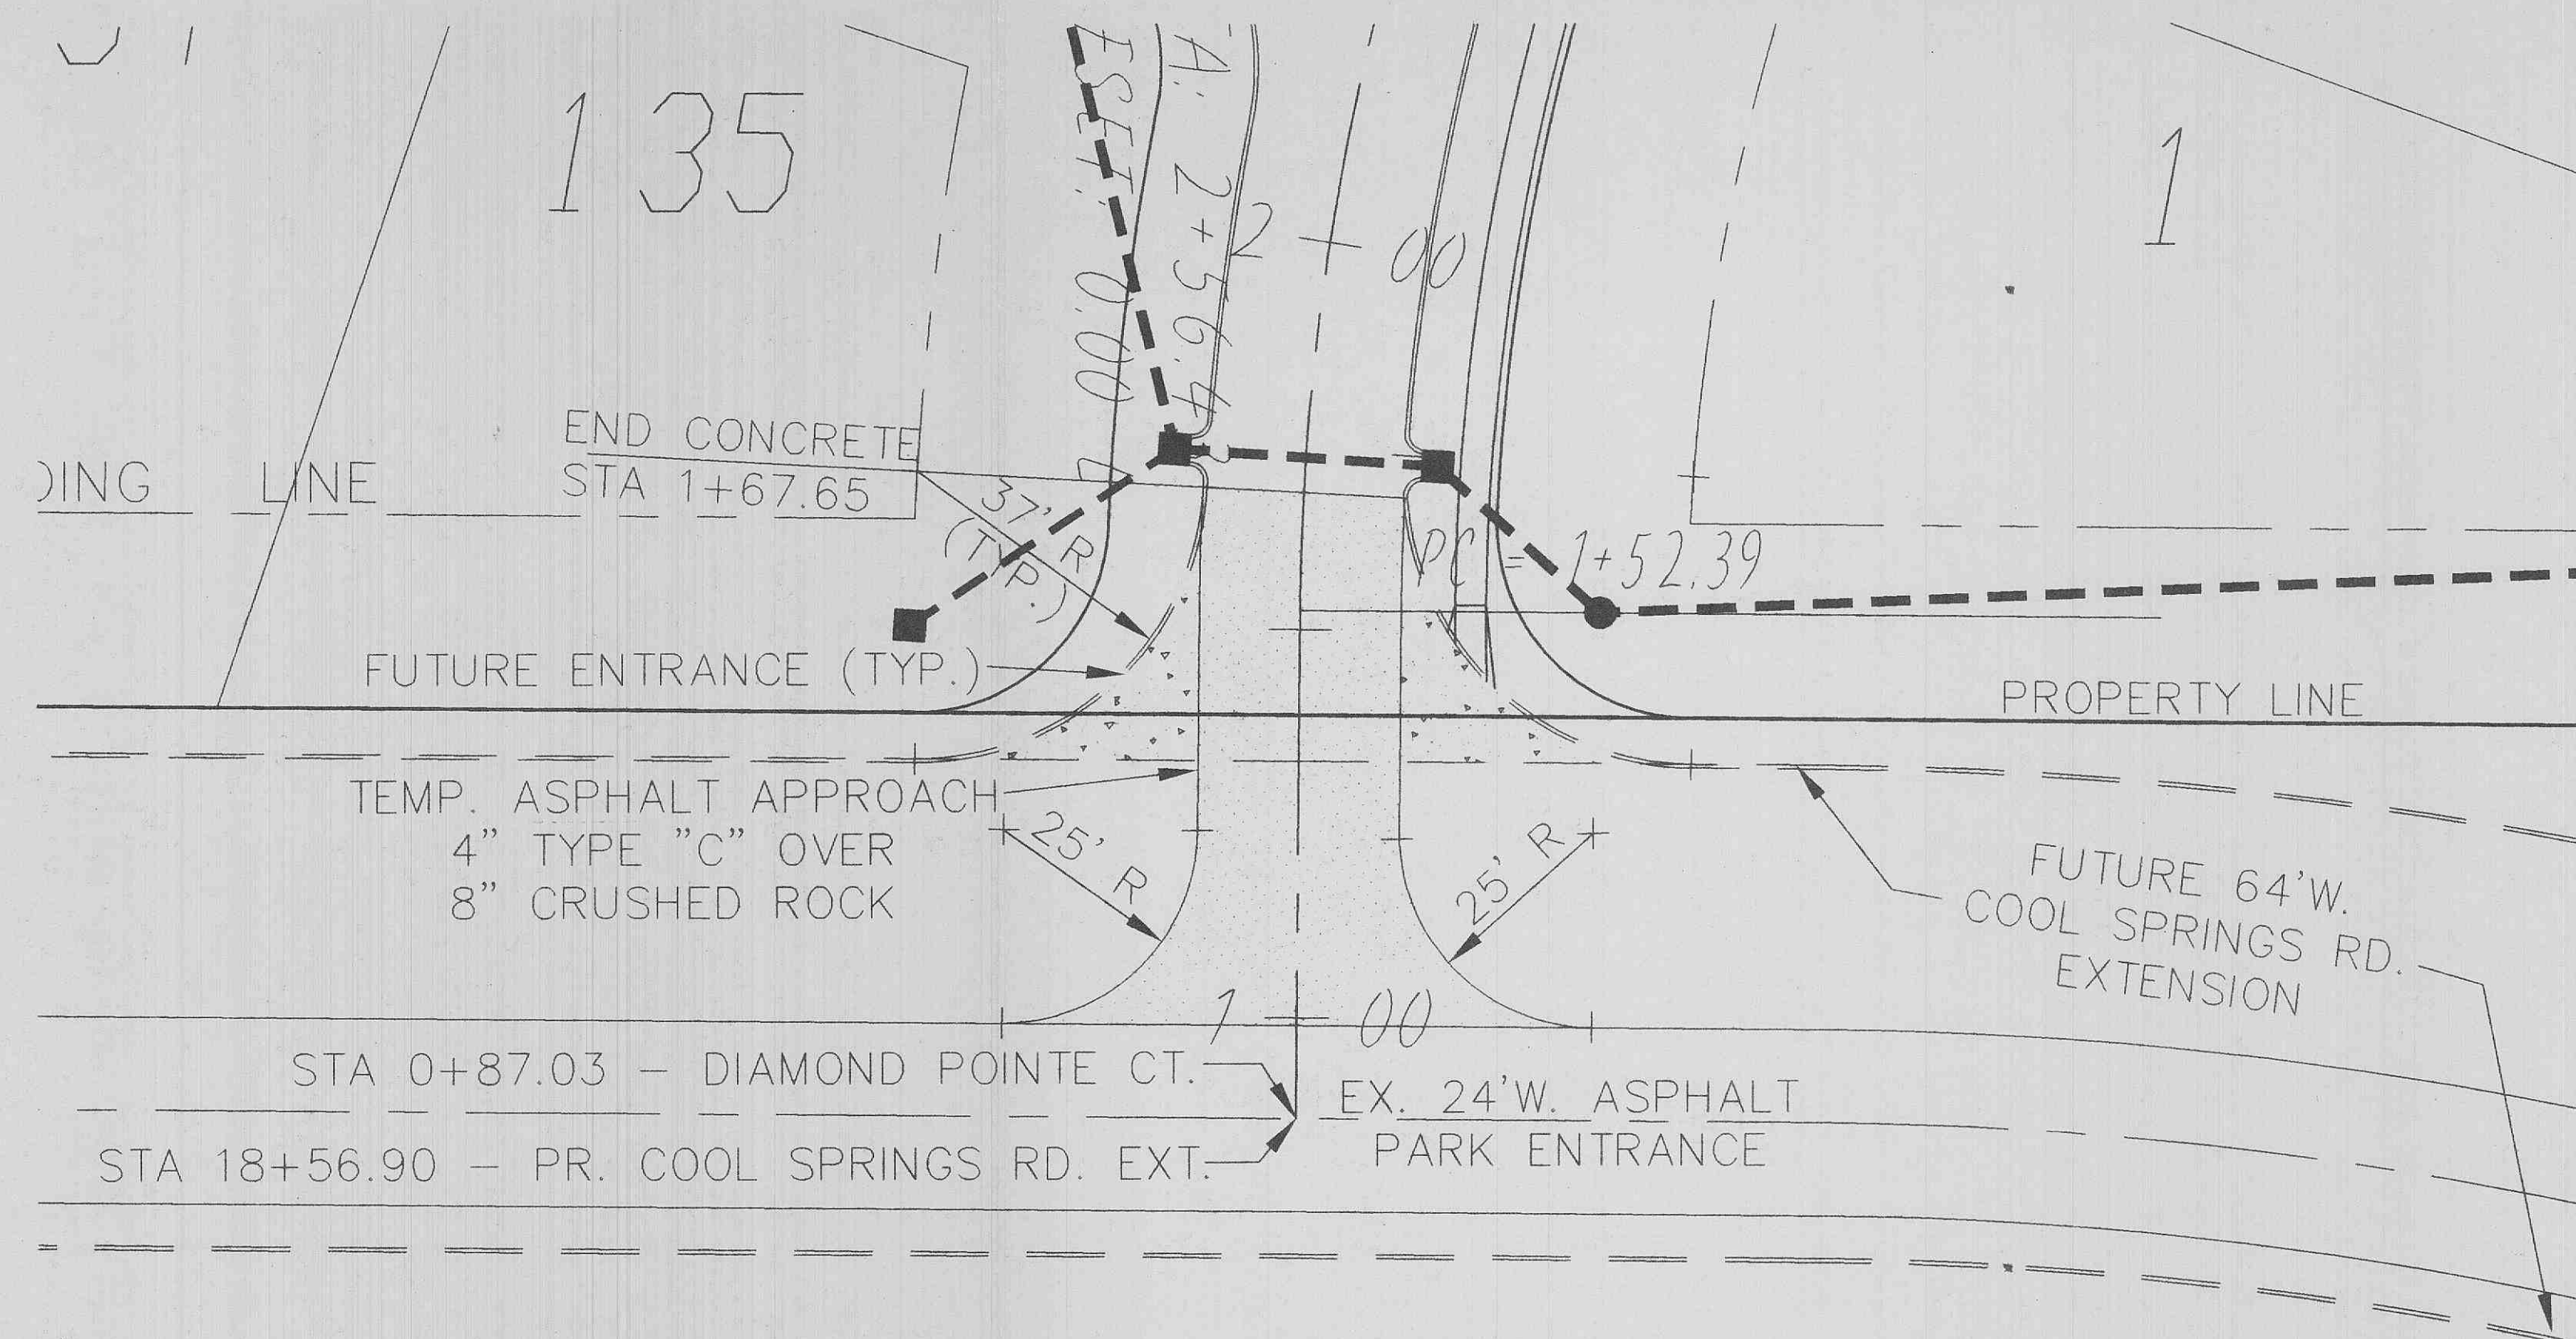 135
1
A: 2+56.4
0.00
2 00
END CONCRETE
STA 1+67.65
LINE
37' R
(TYP.)
PC = 1+52.39
FUTURE ENTRANCE (TYP.)
PROPERTY LINE
TEMP. ASPHALT APPROACH
4" TYPE "C" OVER
8" CRUSHED ROCK
25' R
25' R
FUTURE 64'W.
COOL SPRINGS RD.
EXTENSION
1 00
STA 0+87.03 - DIAMOND POINTE CT.
EX. 24'W. ASPHALT
PARK ENTRANCE
STA 18+56.90 - PR. COOL SPRINGS RD. EXT.